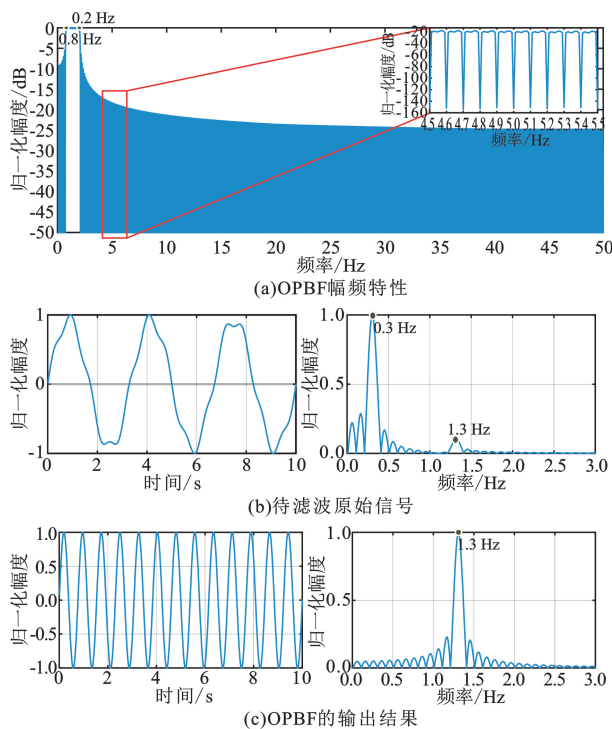 0.2 Hz
0.8 Hz
归一化幅度/dB
0
-5
-10
-15
-20
-25
-30
-35
-40
-45
-50
0 5 10 15 20 25 30 35 40 45 50
频率/Hz
归一化幅度/dB
-20
-40
-60
-80
-100
-120
-140
-160
4.5 4.6 4.7 4.8 4.9 5.0 5.1 5.2 5.3 5.4 5.5
频率/Hz
(a)OPBF幅频特性
归一化幅度
1
0
-1
0 2 4 6 8 10
时间/s
归一化幅度
1.0
0.5
0
0.3 Hz
1.3 Hz
0.0 0.5 1.0 1.5 2.0 2.5 3.0
频率/Hz
(b)待滤波原始信号
归一化幅度
1.0
0.5
0.0
-0.5
-1.0
0 2 4 6 8 10
时间/s
归一化幅度
1.0
0.5
0.0
1.3 Hz
0.0 0.5 1.0 1.5 2.0 2.5 3.0
频率/Hz
(c)OPBF的输出结果